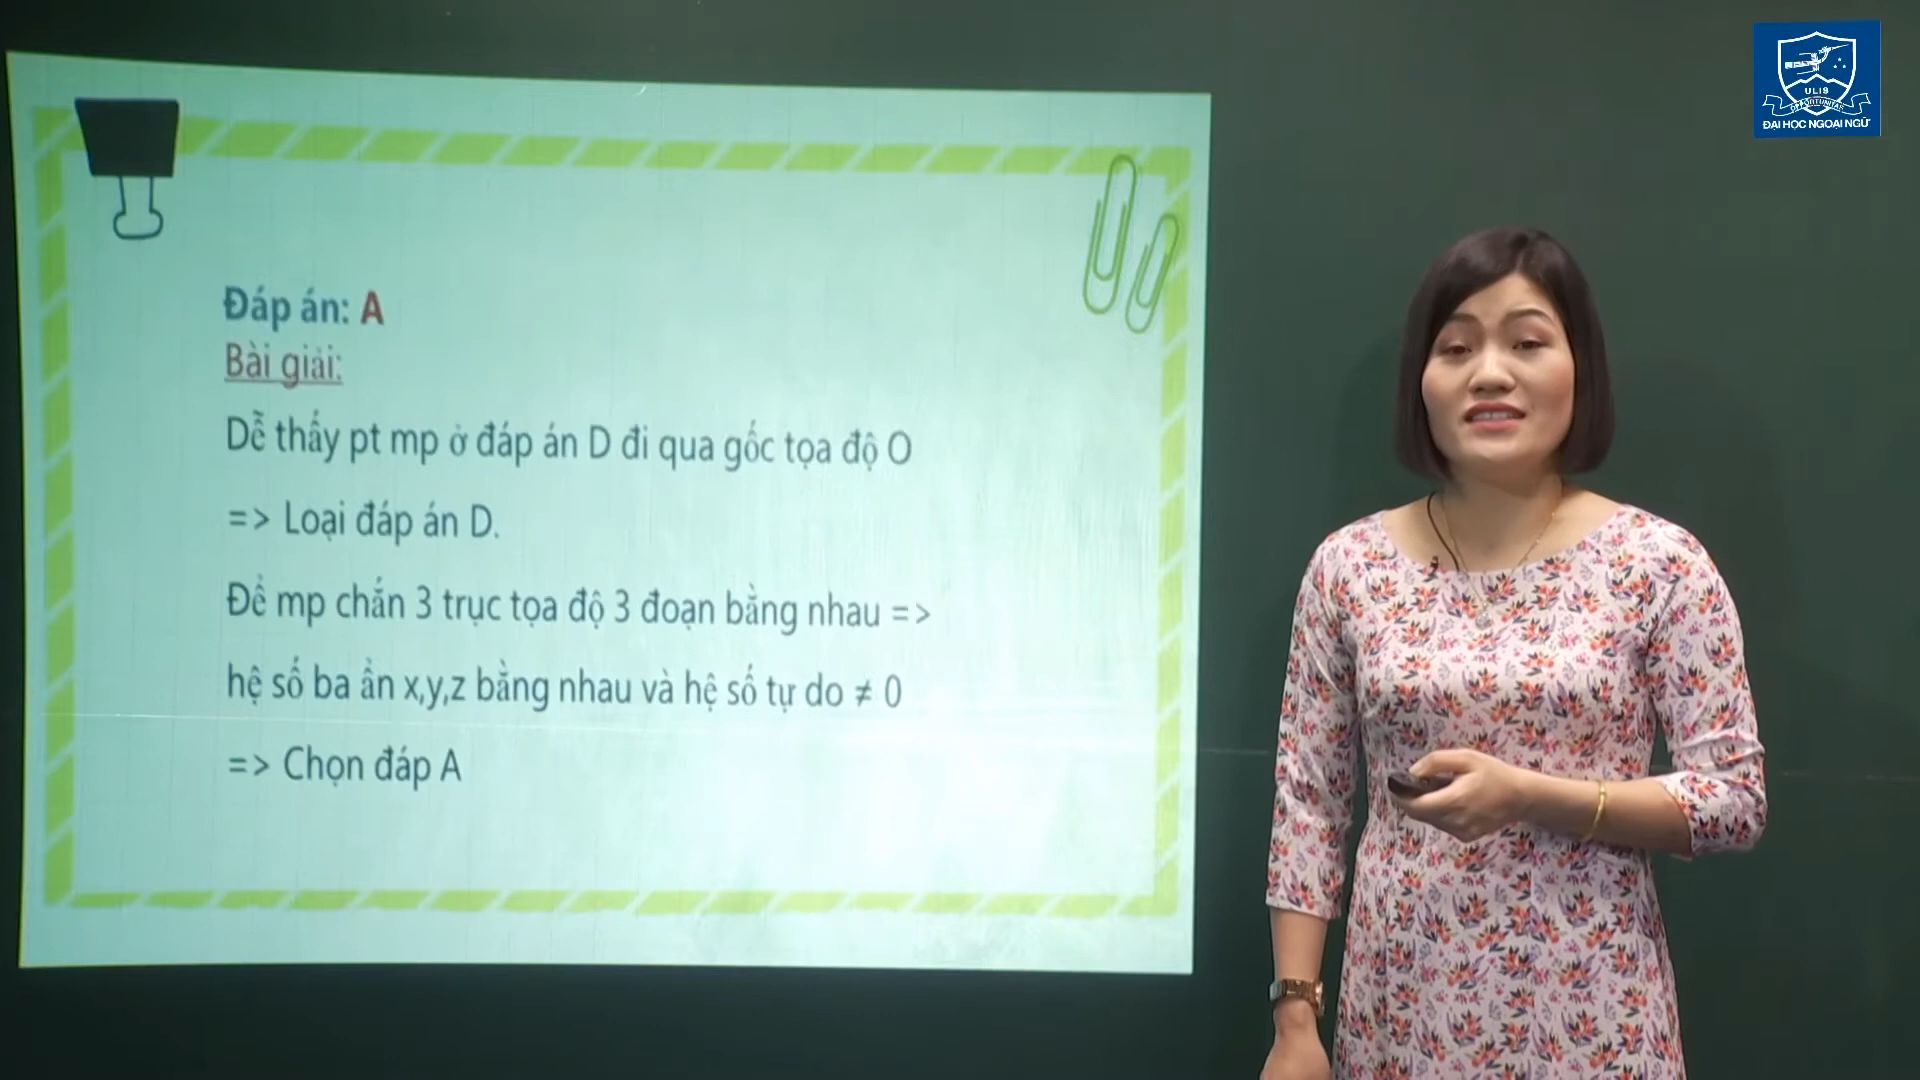 Đáp án: A
Bài giải:
Dễ thấy pt mp ở đáp án D đi qua gốc tọa độ O
=> Loại đáp án D.
Để mp chắn 3 trục tọa độ 3 đoạn bằng nhau =>
hệ số ba ẩn x,y,z bằng nhau và hệ số tự do ≠ 0
=> Chọn đáp A
ULIS
OPPORTUNITAS
ĐẠI HỌC NGOẠI NGỮ